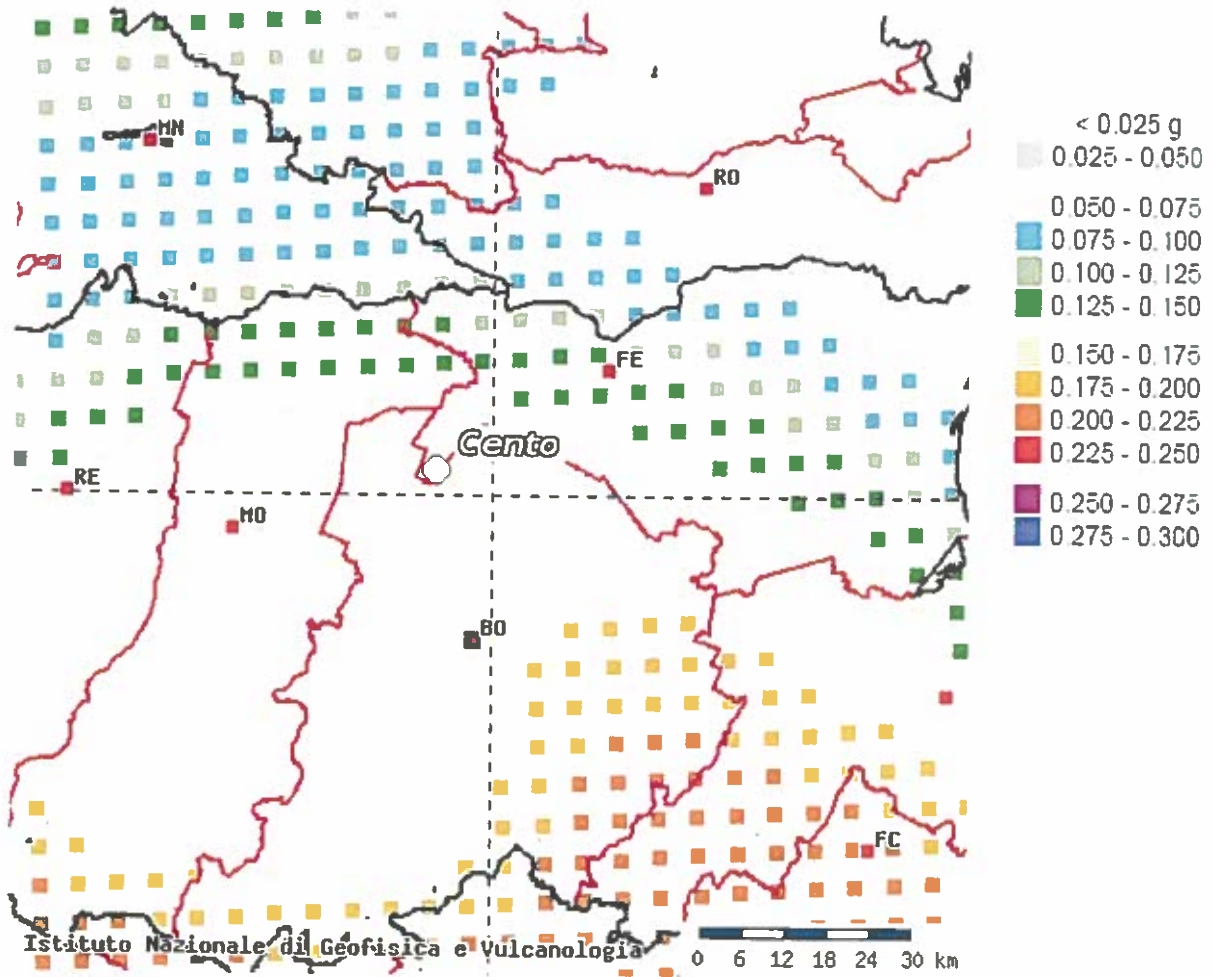 MN
RO
FE
Cento
RE
MO
BO
FC
Istituto Nazionale di Geofisica e Vulcanologia
0 6 12 18 24 30 km
< 0.025 g
0.025 - 0.050
0.050 - 0.075
0.075 - 0.100
0.100 - 0.125
0.125 - 0.150
0.150 - 0.175
0.175 - 0.200
0.200 - 0.225
0.225 - 0.250
0.250 - 0.275
0.275 - 0.300